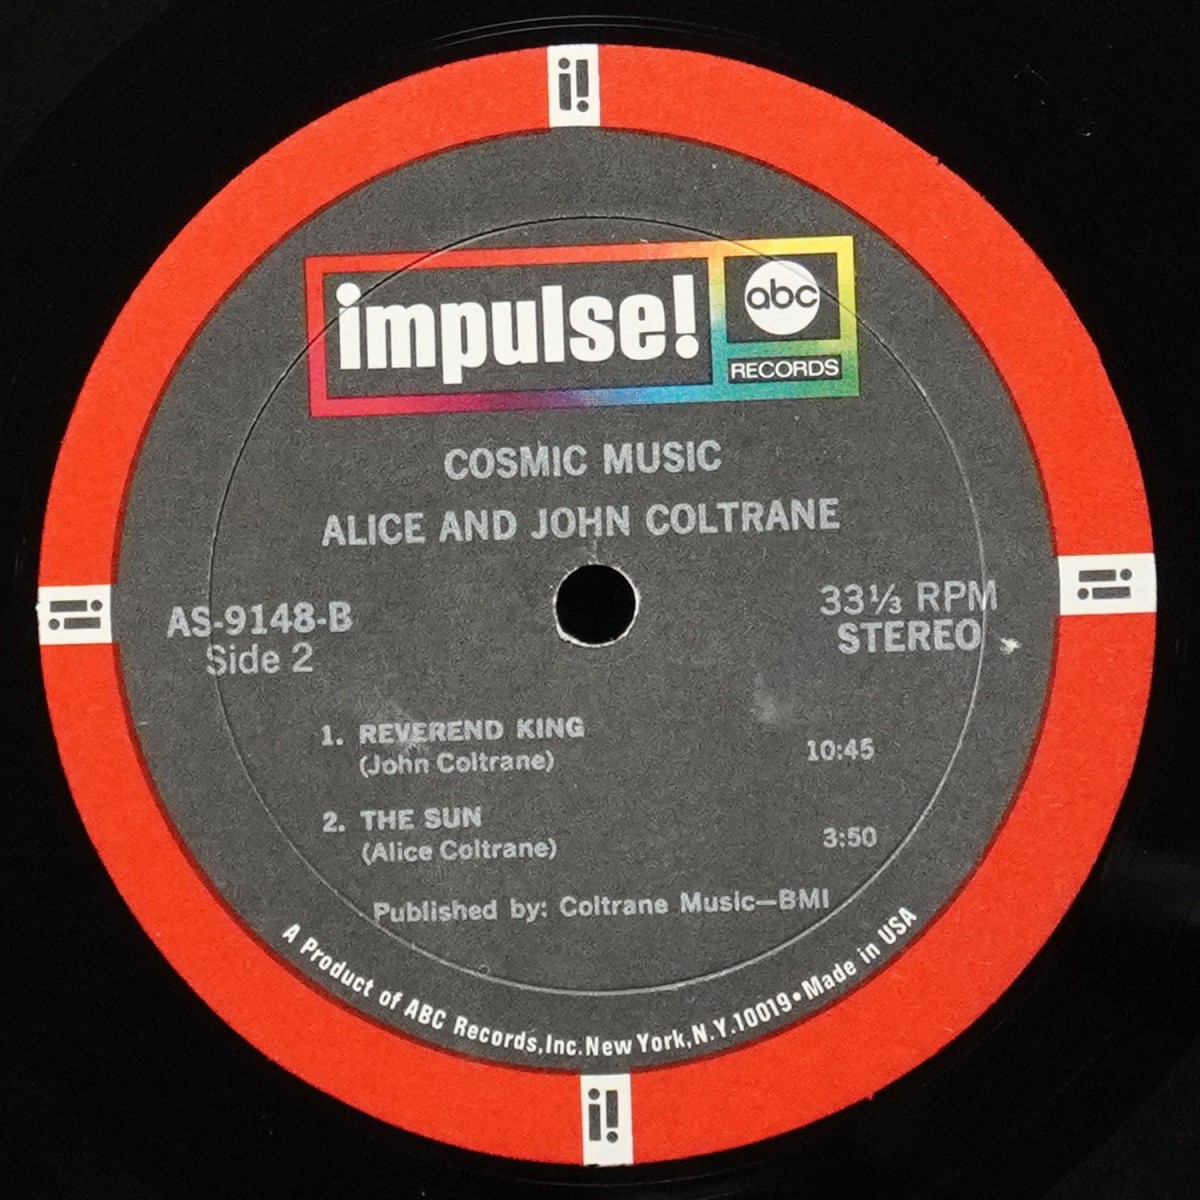 i!
impulse!
abc
RECORDS
COSMIC MUSIC
ALICE AND JOHN COLTRANE
i!
AS-9148-B
Side 2
33⅓ RPM
STEREO
i!
1. REVEREND KING
(John Coltrane)
10:45
2. THE SUN
(Alice Coltrane)
3:50
Published by: Coltrane Music—BMI
A Product of ABC Records, Inc. New York, N.Y. 10019 • Made in USA
i!